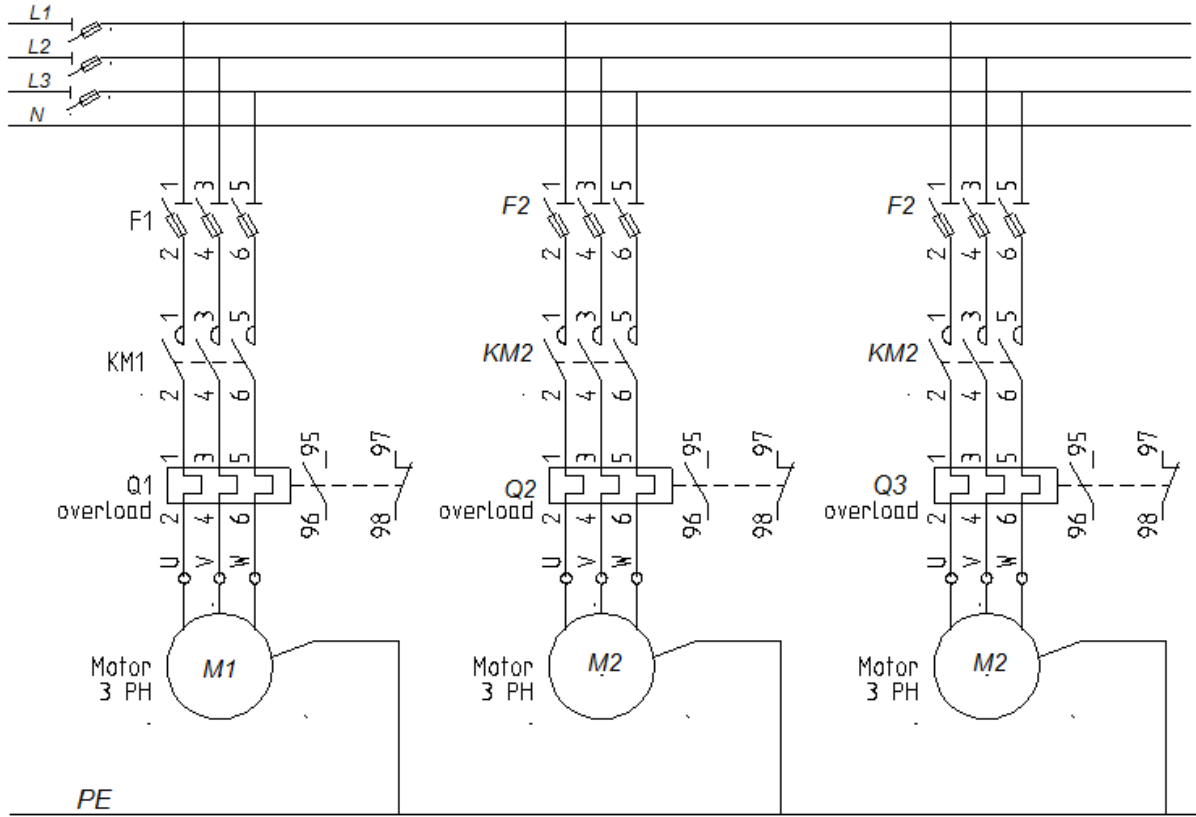 L1
L2
L3
N
1 3 5 1 3 5 1 3 5
F1 F2 F2
2 4 6 2 4 6 2 4 6
1 3 5 1 3 5 1 3 5
KM1 KM2 KM2
2 4 6 2 4 6 2 4 6
1 3 5 95 97 1 3 5 95 97 1 3 5 95 97
Q1 Q2 Q3
overload overload overload
2 4 6 96 98 2 4 6 96 98 2 4 6 96 98
U V W U V W U V W
Motor M1 Motor M2 Motor M2
3 PH 3 PH 3 PH
PE